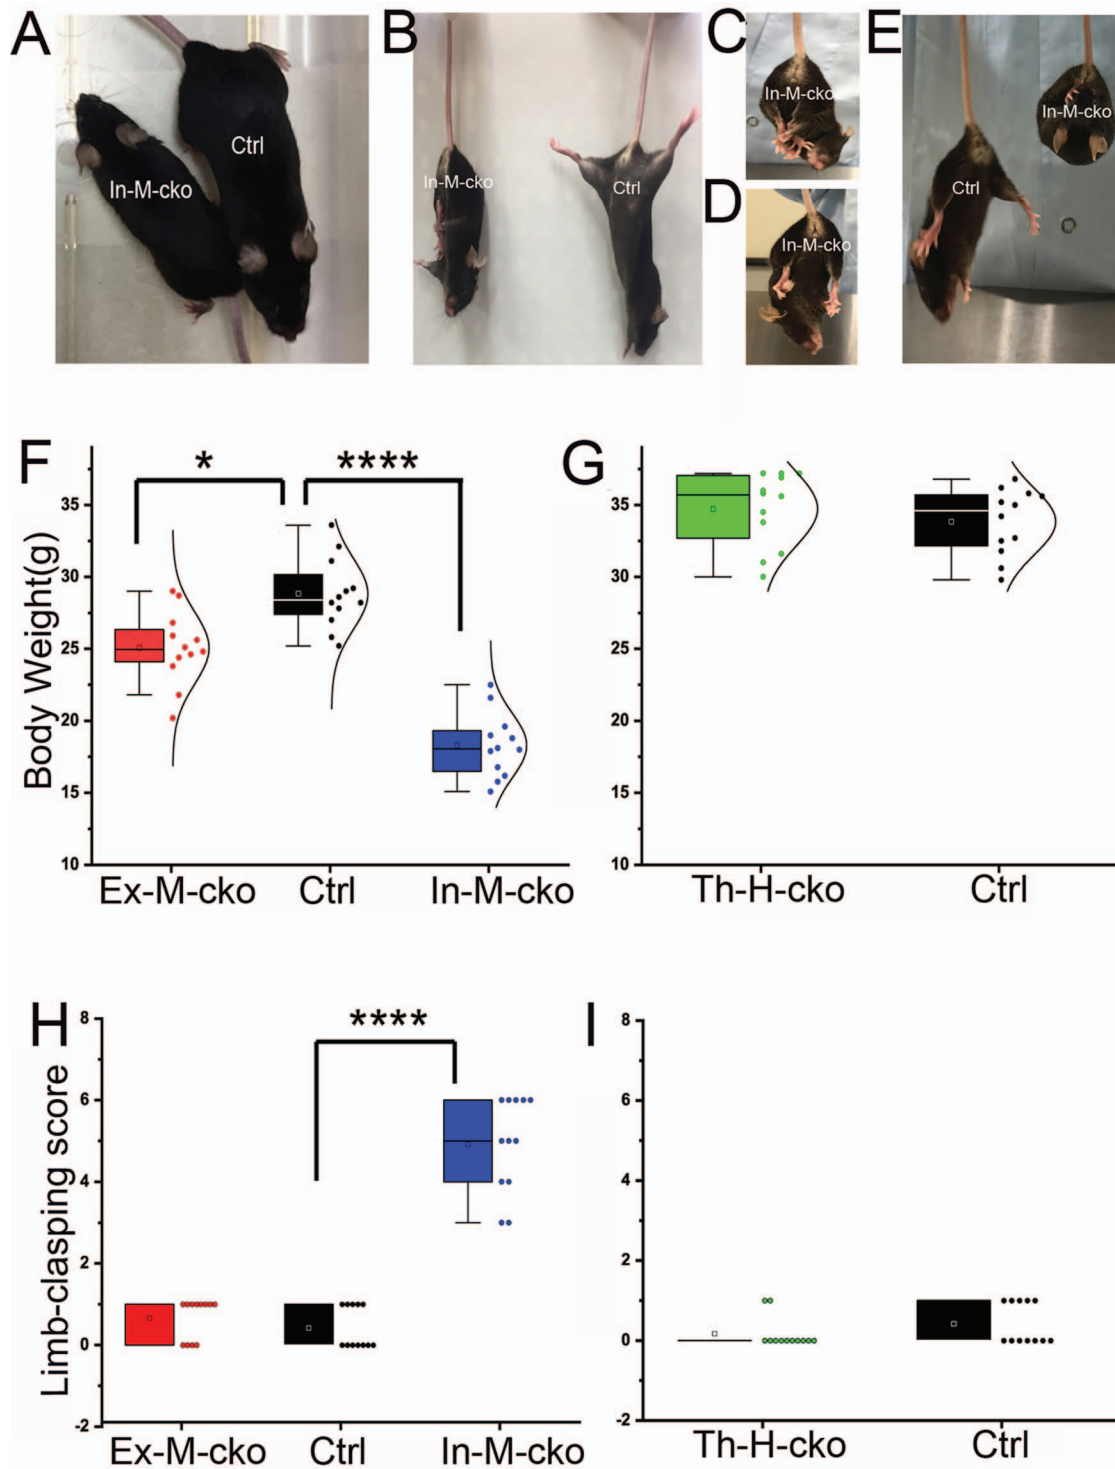 A
B
C
E
In-M-cko
In-M-cko
Ctrl
In-M-cko
In-M-cko
Ctrl
Ctrl
D
In-M-cko
F
*
****
G
35
30
25
20
15
10
Body Weight(g)
Ex-M-cko
Ctrl
In-M-cko
35
30
25
20
15
10
Th-H-cko
Ctrl
H
****
I
8
6
4
2
0
-2
Limb-clasping score
Ex-M-cko
Ctrl
In-M-cko
8
6
4
2
0
-2
Th-H-cko
Ctrl